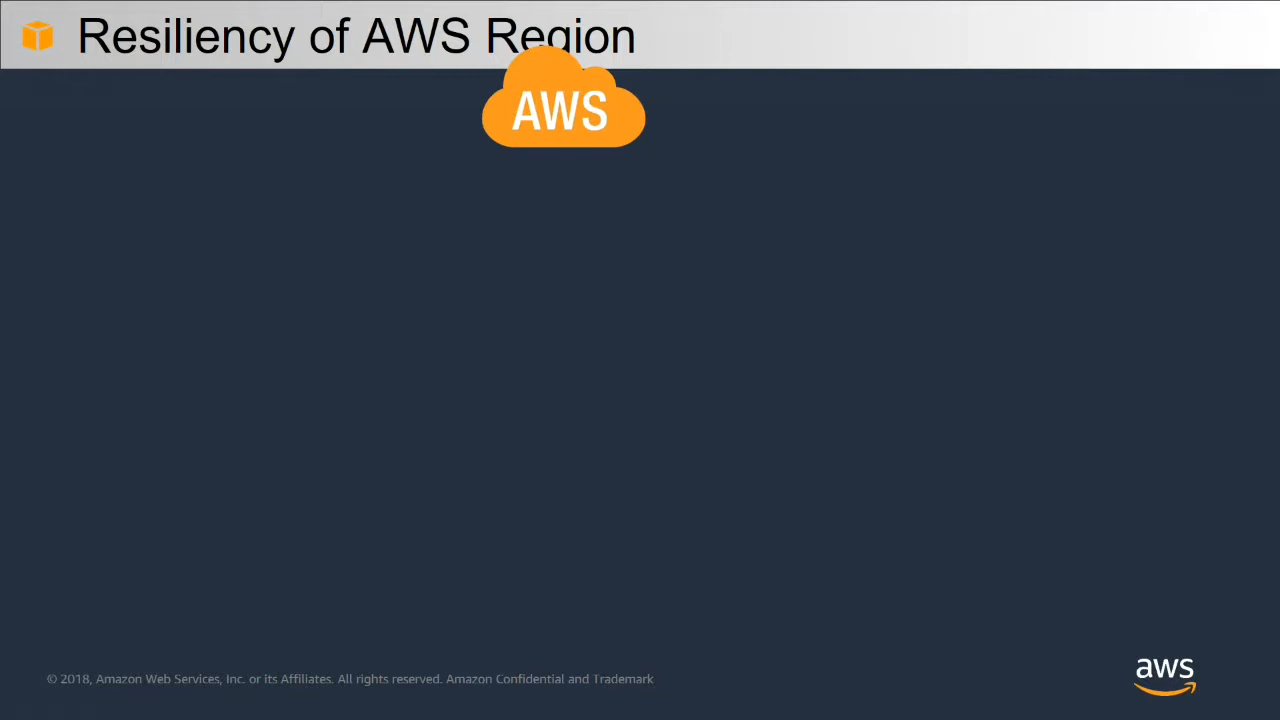 Resiliency of AWS Region
AWS
© 2018, Amazon Web Services, Inc. or its Affiliates. All rights reserved. Amazon Confidential and Trademark
aws